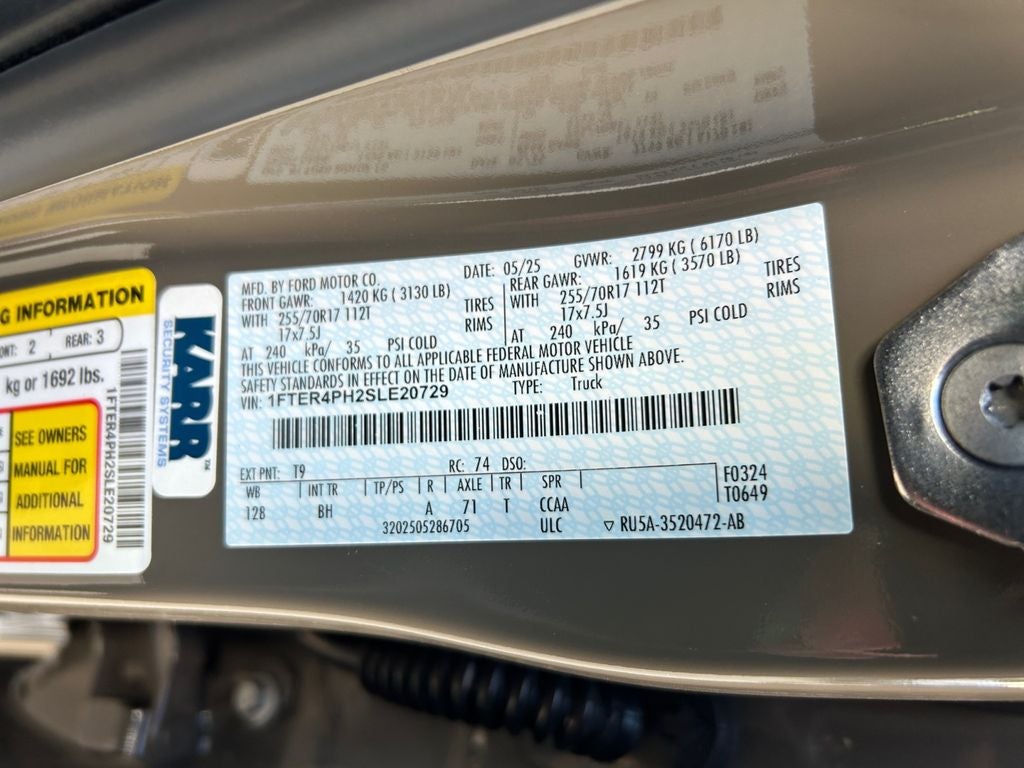 G INFORMATION
NT: 2 REAR: 3
kg or 1692 lbs.
SEE OWNERS
MANUAL FOR
ADDITIONAL
INFORMATION
1FTER4PH2SLE20729
KARR™
SECURITY SYSTEMS
MFD. BY FORD MOTOR CO. DATE: 05/25 GVWR: 2799 KG ( 6170 LB)
FRONT GAWR: 1420 KG ( 3130 LB) REAR GAWR: 1619 KG ( 3570 LB)
WITH 255/70R17 112T TIRES WITH 255/70R17 112T TIRES
17x7.5J RIMS 17x7.5J RIMS
AT 240 kPa/ 35 PSI COLD AT 240 kPa/ 35 PSI COLD
THIS VEHICLE CONFORMS TO ALL APPLICABLE FEDERAL MOTOR VEHICLE
SAFETY STANDARDS IN EFFECT ON THE DATE OF MANUFACTURE SHOWN ABOVE.
VIN: 1FTER4PH2SLE20729 TYPE: Truck
EXT PNT: T9 RC: 74 DSO:
WB INT TR TP/PS R AXLE TR SPR F0324
128 BH A 71 T CCAA T0649
3202505286705 ULC ▽ RU5A-3520472-AB